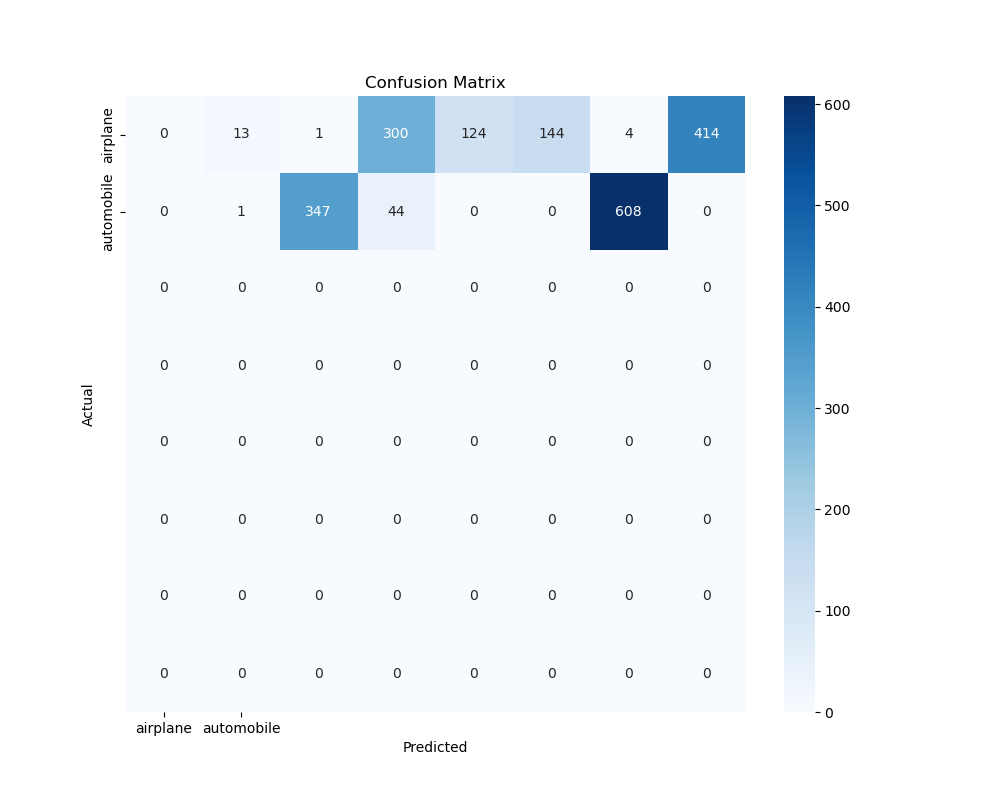 Confusion Matrix
airplane
0 13 1 300 124 144 4 414
automobile
0 1 347 44 0 0 608 0
0 0 0 0 0 0 0 0
0 0 0 0 0 0 0 0
0 0 0 0 0 0 0 0
0 0 0 0 0 0 0 0
0 0 0 0 0 0 0 0
0 0 0 0 0 0 0 0
Actual
airplane automobile
Predicted
600
500
400
300
200
100
0